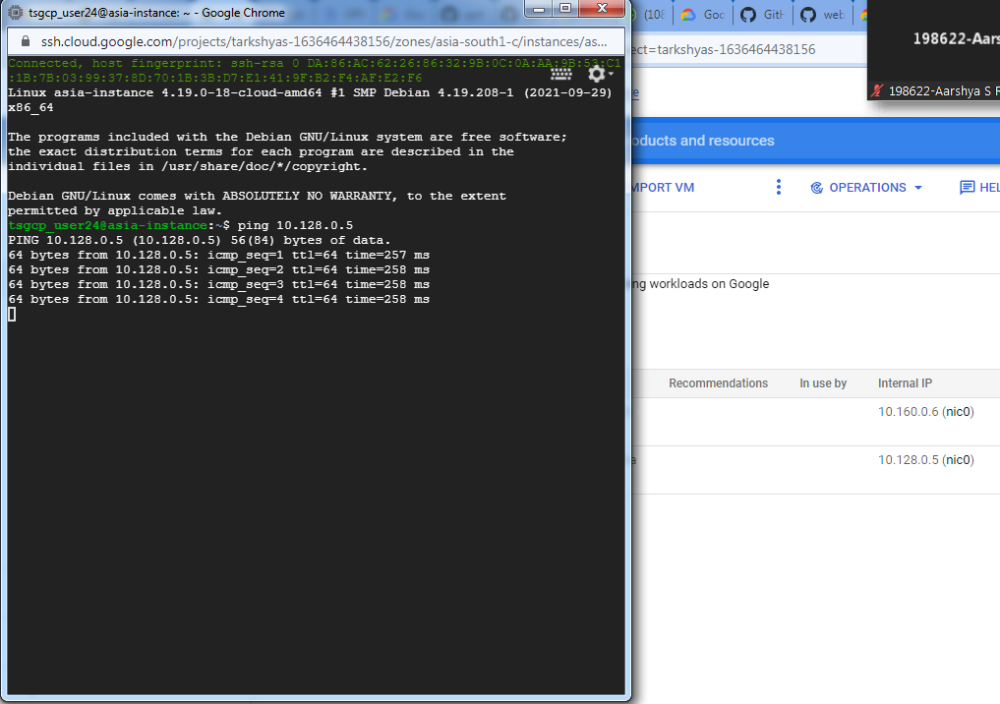 tsgcp_user24@asia-instance: ~ - Google Chrome
ssh.cloud.google.com/projects/tarkshyas-1636464438156/zones/asia-south1-c/instances/as...
Connected, host fingerprint: ssh-rsa 0 DA:86:AC:62:26:86:32:9B:0C:0A:AA:9B:53:C1
:1B:7B:03:99:37:8D:70:1B:3B:D7:E1:41:9F:B2:F4:AF:E2:F6
Linux asia-instance 4.19.0-18-cloud-amd64 #1 SMP Debian 4.19.208-1 (2021-09-29)
x86_64
The programs included with the Debian GNU/Linux system are free software;
the exact distribution terms for each program are described in the
individual files in /usr/share/doc/*/copyright.
Debian GNU/Linux comes with ABSOLUTELY NO WARRANTY, to the extent
permitted by applicable law.
tsgcp_user24@asia-instance:~$ ping 10.128.0.5
PING 10.128.0.5 (10.128.0.5) 56(84) bytes of data.
64 bytes from 10.128.0.5: icmp_seq=1 ttl=64 time=257 ms
64 bytes from 10.128.0.5: icmp_seq=2 ttl=64 time=258 ms
64 bytes from 10.128.0.5: icmp_seq=3 ttl=64 time=258 ms
64 bytes from 10.128.0.5: icmp_seq=4 ttl=64 time=258 ms
(108 Goc Gith web
ect=tarkshyas-1636464438156
198622-Aars
198622-Aarshya S R
e
oducts and resources
MPORT VM OPERATIONS HEL
ng workloads on Google
Recommendations In use by Internal IP
10.160.0.6 (nic0)
a 10.128.0.5 (nic0)